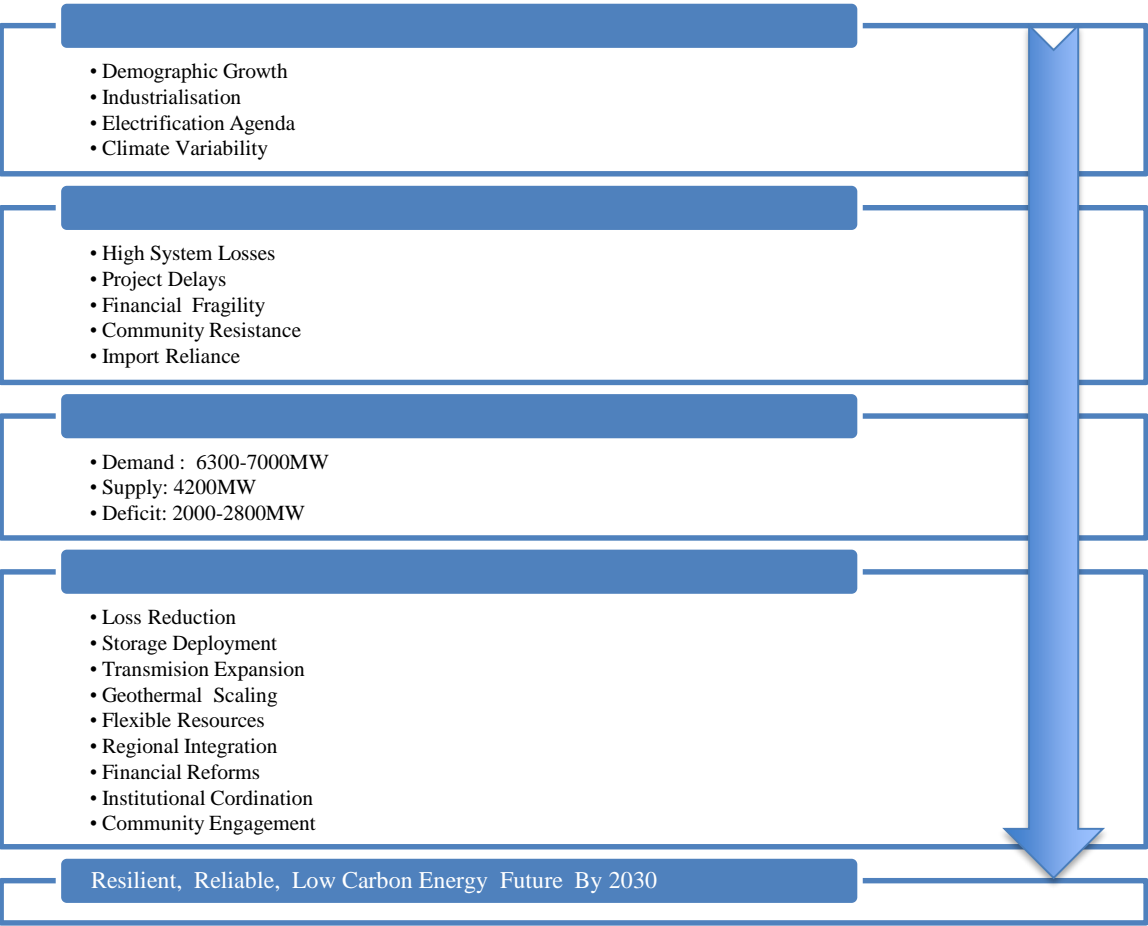 • Demographic Growth
• Industrialisation
• Electrification Agenda
• Climate Variability
• High System Losses
• Project Delays
• Financial Fragility
• Community Resistance
• Import Reliance
• Demand : 6300-7000MW
• Supply: 4200MW
• Deficit: 2000-2800MW
• Loss Reduction
• Storage Deployment
• Transmision Expansion
• Geothermal Scaling
• Flexible Resources
• Regional Integration
• Financial Reforms
• Institutional Cordination
• Community Engagement
Resilient, Reliable, Low Carbon Energy Future By 2030